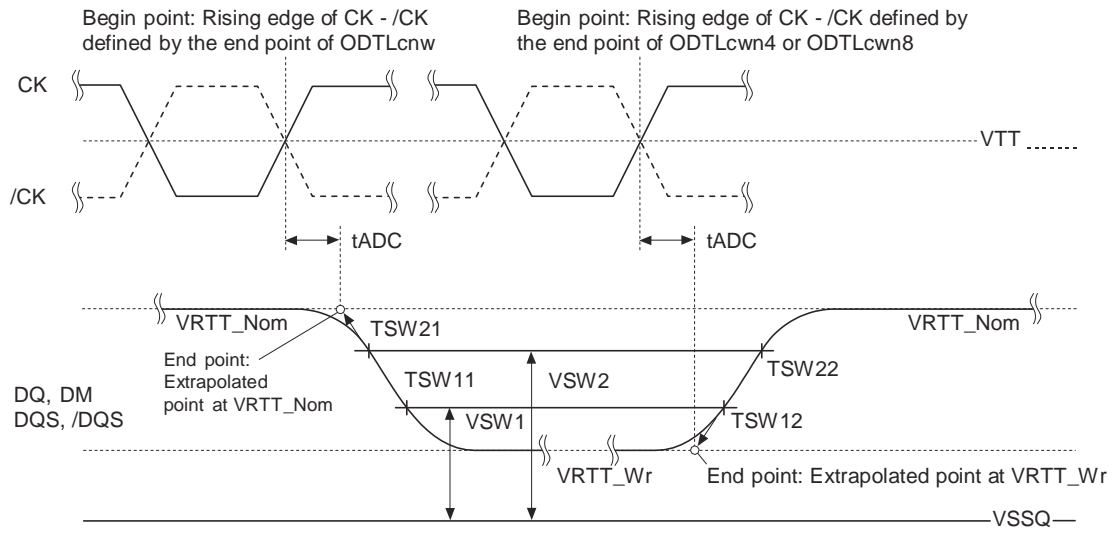 Begin point: Rising edge of CK - /CK
defined by the end point of ODTLcnw
Begin point: Rising edge of CK - /CK defined by
the end point of ODTLcwn4 or ODTLcwn8
CK
VTT
/CK
tADC
tADC
VRTT_Nom
TSW21
VRTT_Nom
End point:
Extrapolated
point at VRTT_Nom
TSW11
VSW2
TSW22
DQ, DM
DQS, /DQS
VSW1
TSW12
VRTT_Wr
End point: Extrapolated point at VRTT_Wr
VSSQ